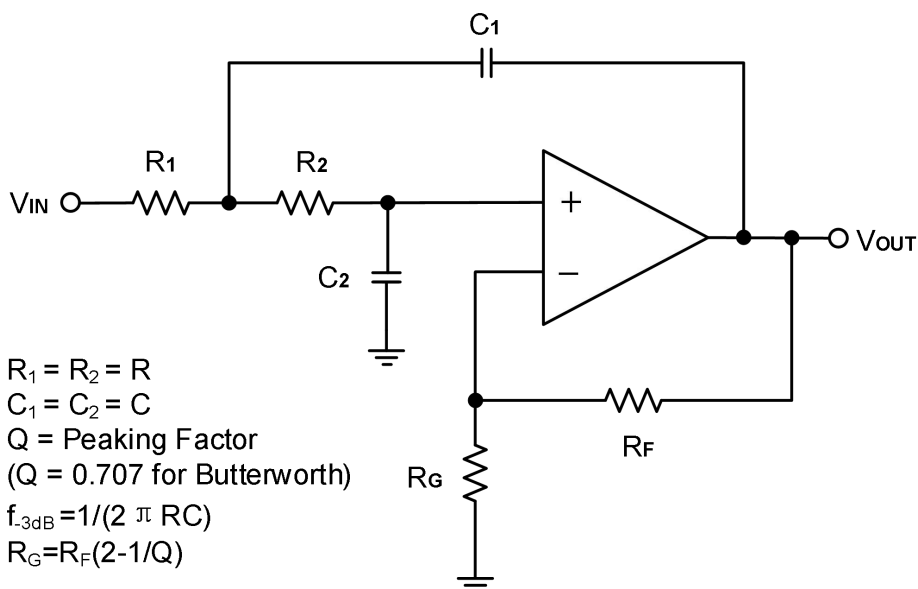 C1
R1
R2
VIN
+
C2
−
VOUT
R1 = R2 = R
C1 = C2 = C
Q = Peaking Factor
(Q = 0.707 for Butterworth)
f-3dB =1/(2 π RC)
RG=RF(2-1/Q)
RG
RF